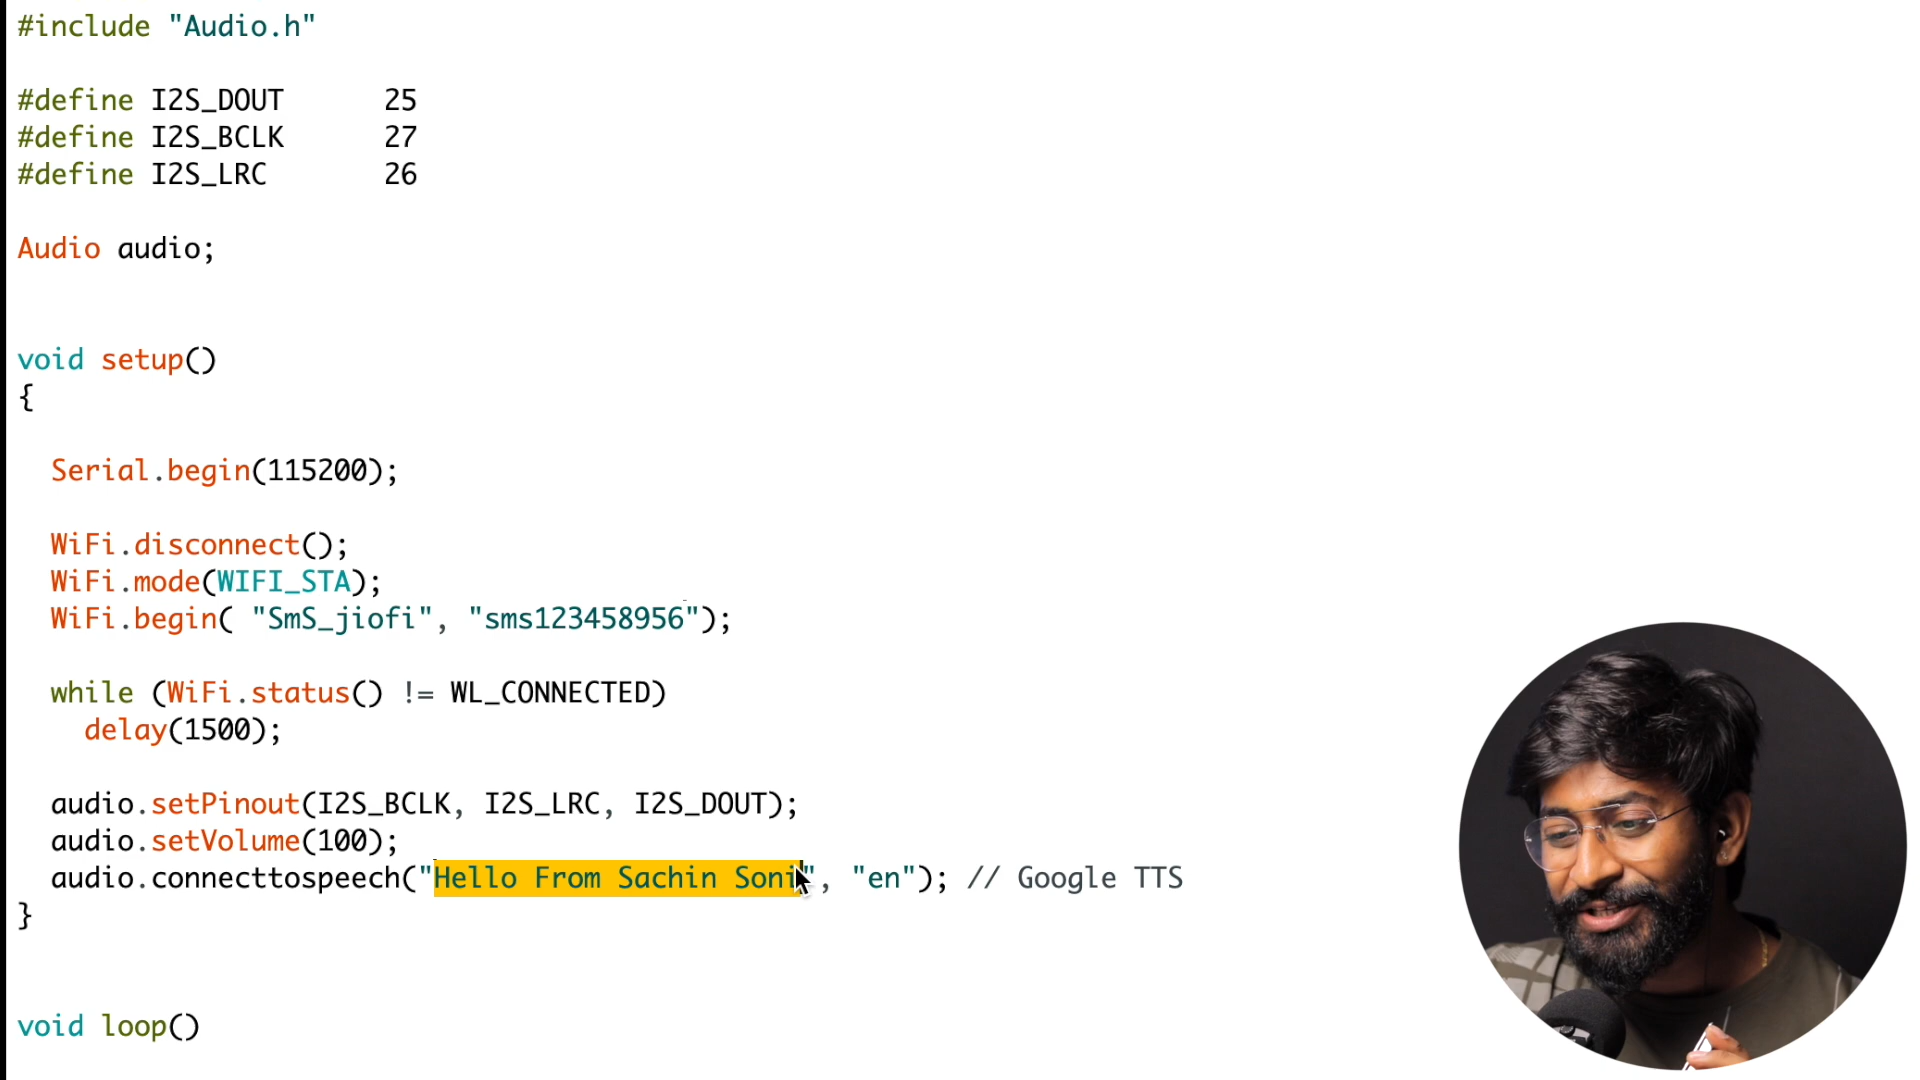 #include "Audio.h"
#define I2S_DOUT 25
#define I2S_BCLK 27
#define I2S_LRC 26
Audio audio;
void setup()
{
Serial.begin(115200);
WiFi.disconnect();
WiFi.mode(WIFI_STA);
WiFi.begin( "SmS_jiofi", "sms123458956");
while (WiFi.status() != WL_CONNECTED)
delay(1500);
audio.setPinout(I2S_BCLK, I2S_LRC, I2S_DOUT);
audio.setVolume(100);
audio.connecttospeech("Hello From Sachin Soni", "en"); // Google TTS
}
void loop()